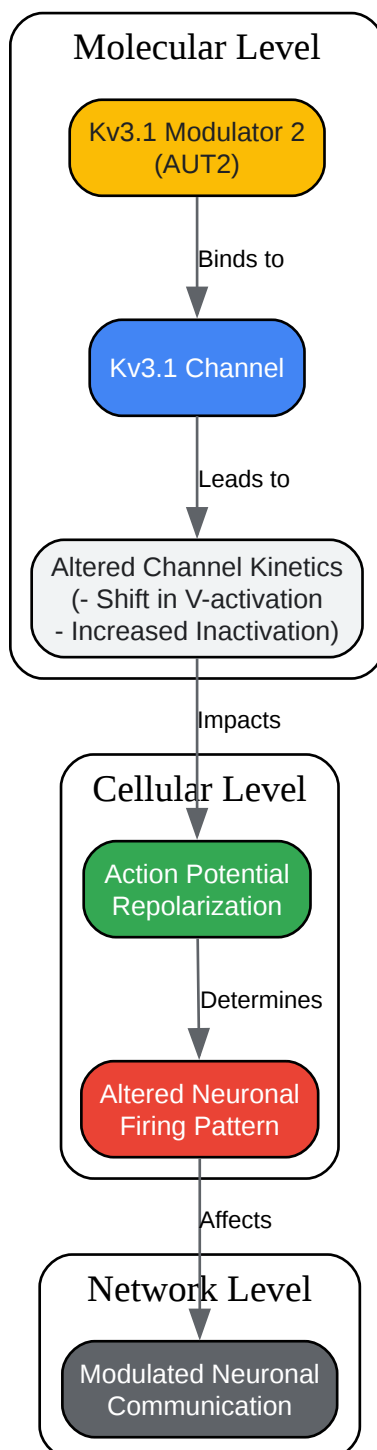 Molecular Level
Kv3.1 Modulator 2
(AUT2)
Binds to
Kv3.1 Channel
Leads to
Altered Channel Kinetics
(- Shift in V-activation
- Increased Inactivation)
Impacts
Cellular Level
Action Potential
Repolarization
Determines
Altered Neuronal
Firing Pattern
Affects
Network Level
Modulated Neuronal
Communication